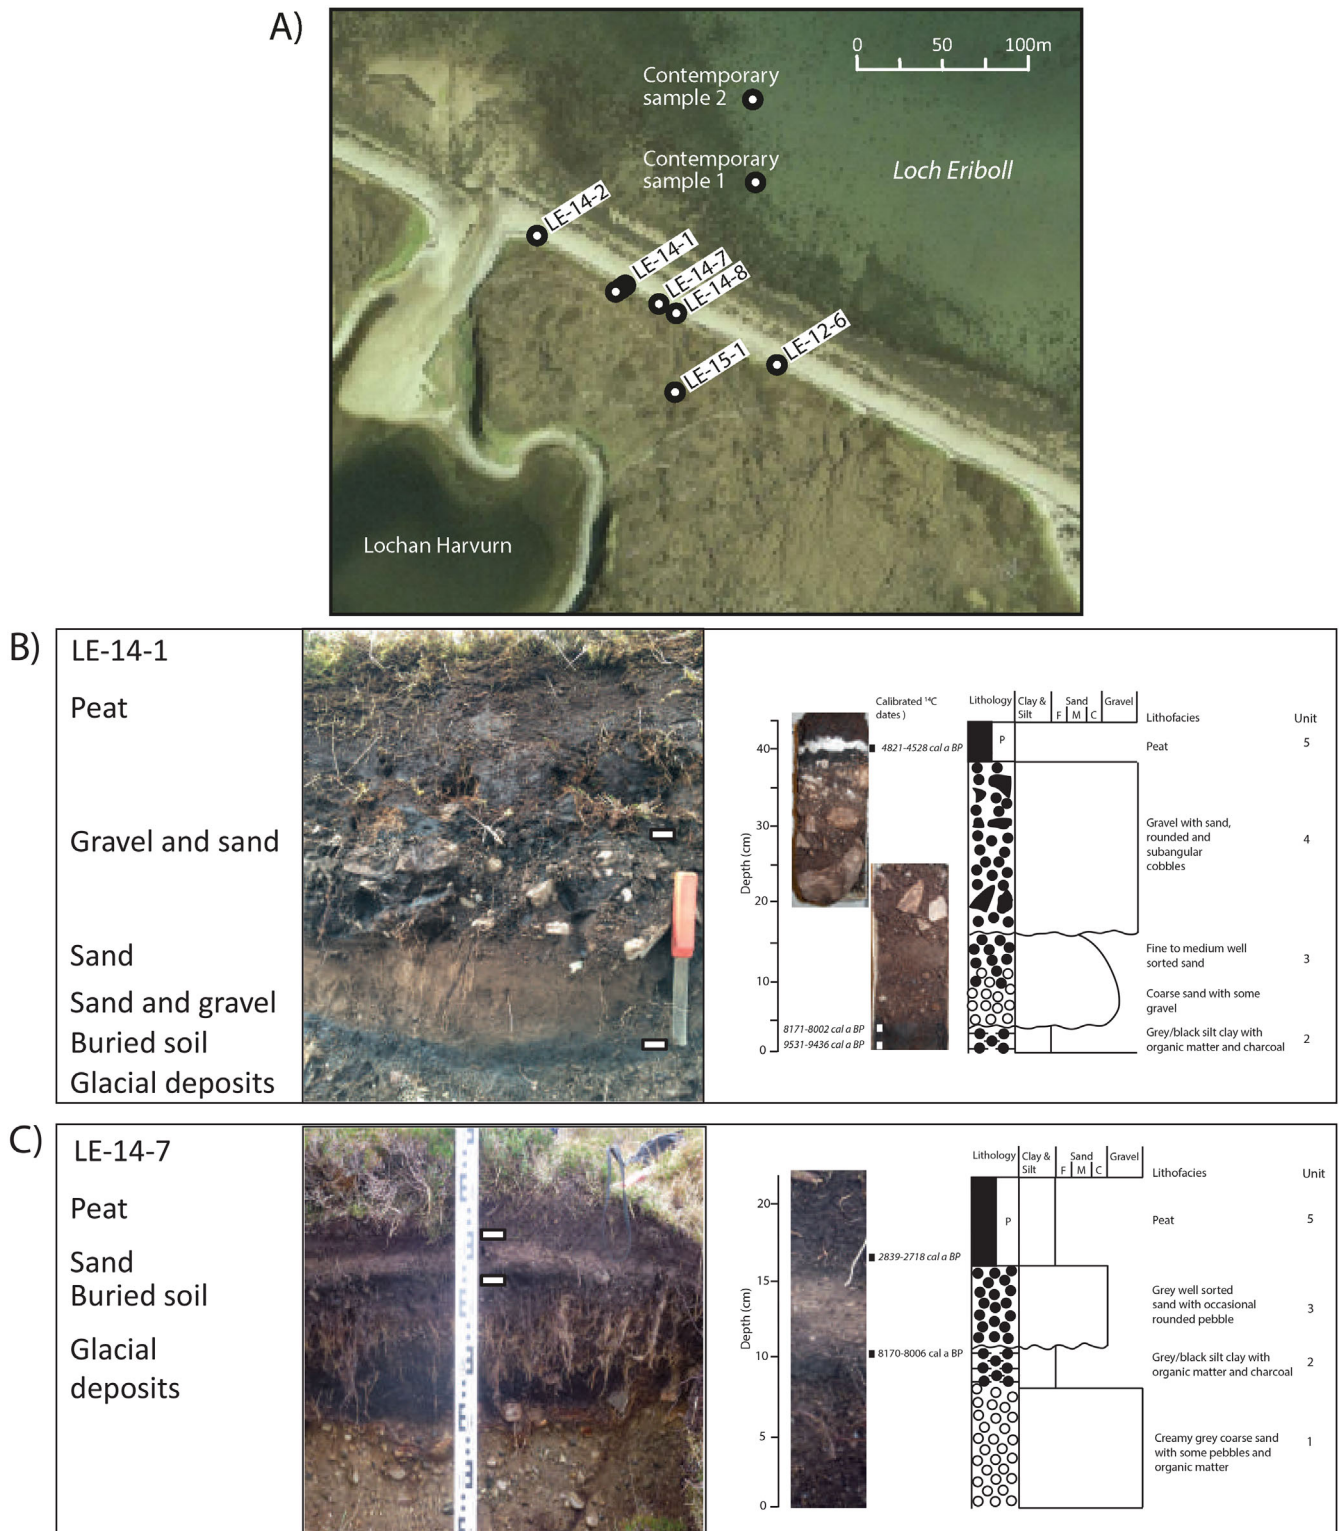 A)
0 50 100m
Contemporary
sample 2
Contemporary
sample 1
Loch Eriboll
LE-14-2
LE-14-1
LE-14-7
LE-14-8
LE-12-6
LE-15-1
Lochan Harvurn
B)
LE-14-1
Peat
Gravel and sand
Sand
Sand and gravel
Buried soil
Glacial deposits
Calibrated ¹⁴C
dates )
Depth (cm)
40
30
20
10
0
4821-4528 cal a BP
8171-8002 cal a BP
9531-9436 cal a BP
Lithology
Clay &
Silt
Sand
F M C
Gravel
Lithofacies
Unit
P
Peat
5
Gravel with sand,
rounded and
subangular
cobbles
4
Fine to medium well
sorted sand
3
Coarse sand with some
gravel
Grey/black silt clay with
organic matter and charcoal
2
C)
LE-14-7
Peat
Sand
Buried soil
Glacial
deposits
Depth (cm)
20
15
10
5
0
2839-2718 cal a BP
8170-8006 cal a BP
Lithology
Clay &
Silt
Sand
F M C
Gravel
Lithofacies
Unit
P
Peat
5
Grey well sorted
sand with occasional
rounded pebble
3
Grey/black silt clay with
organic matter and charcoal
2
Creamy grey coarse sand
with some pebbles and
organic matter
1